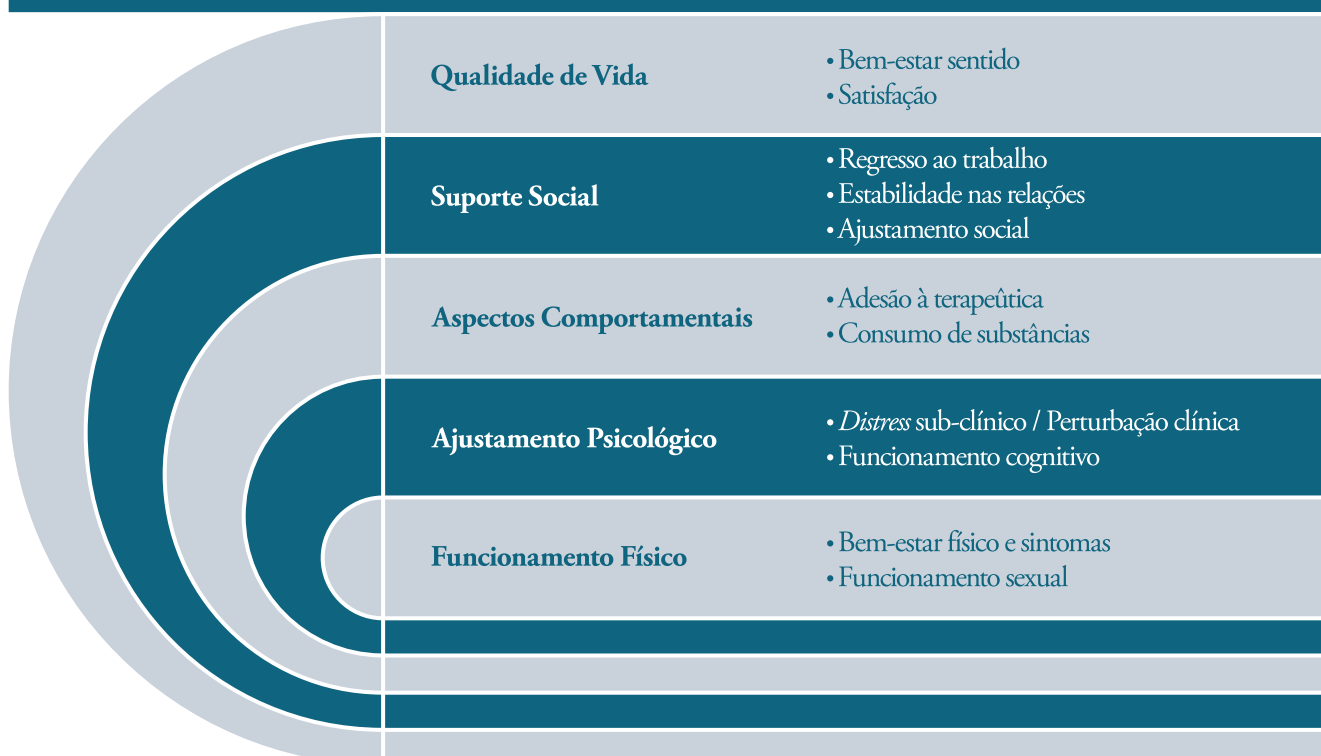 Qualidade de Vida
• Bem-estar sentido
• Satisfação
Suporte Social
• Regresso ao trabalho
• Estabilidade nas relações
• Ajustamento social
Aspectos Comportamentais
• Adesão à terapeûtica
• Consumo de substâncias
Ajustamento Psicológico
• Distress sub-clínico / Perturbação clínica
• Funcionamento cognitivo
Funcionamento Físico
• Bem-estar físico e sintomas
• Funcionamento sexual